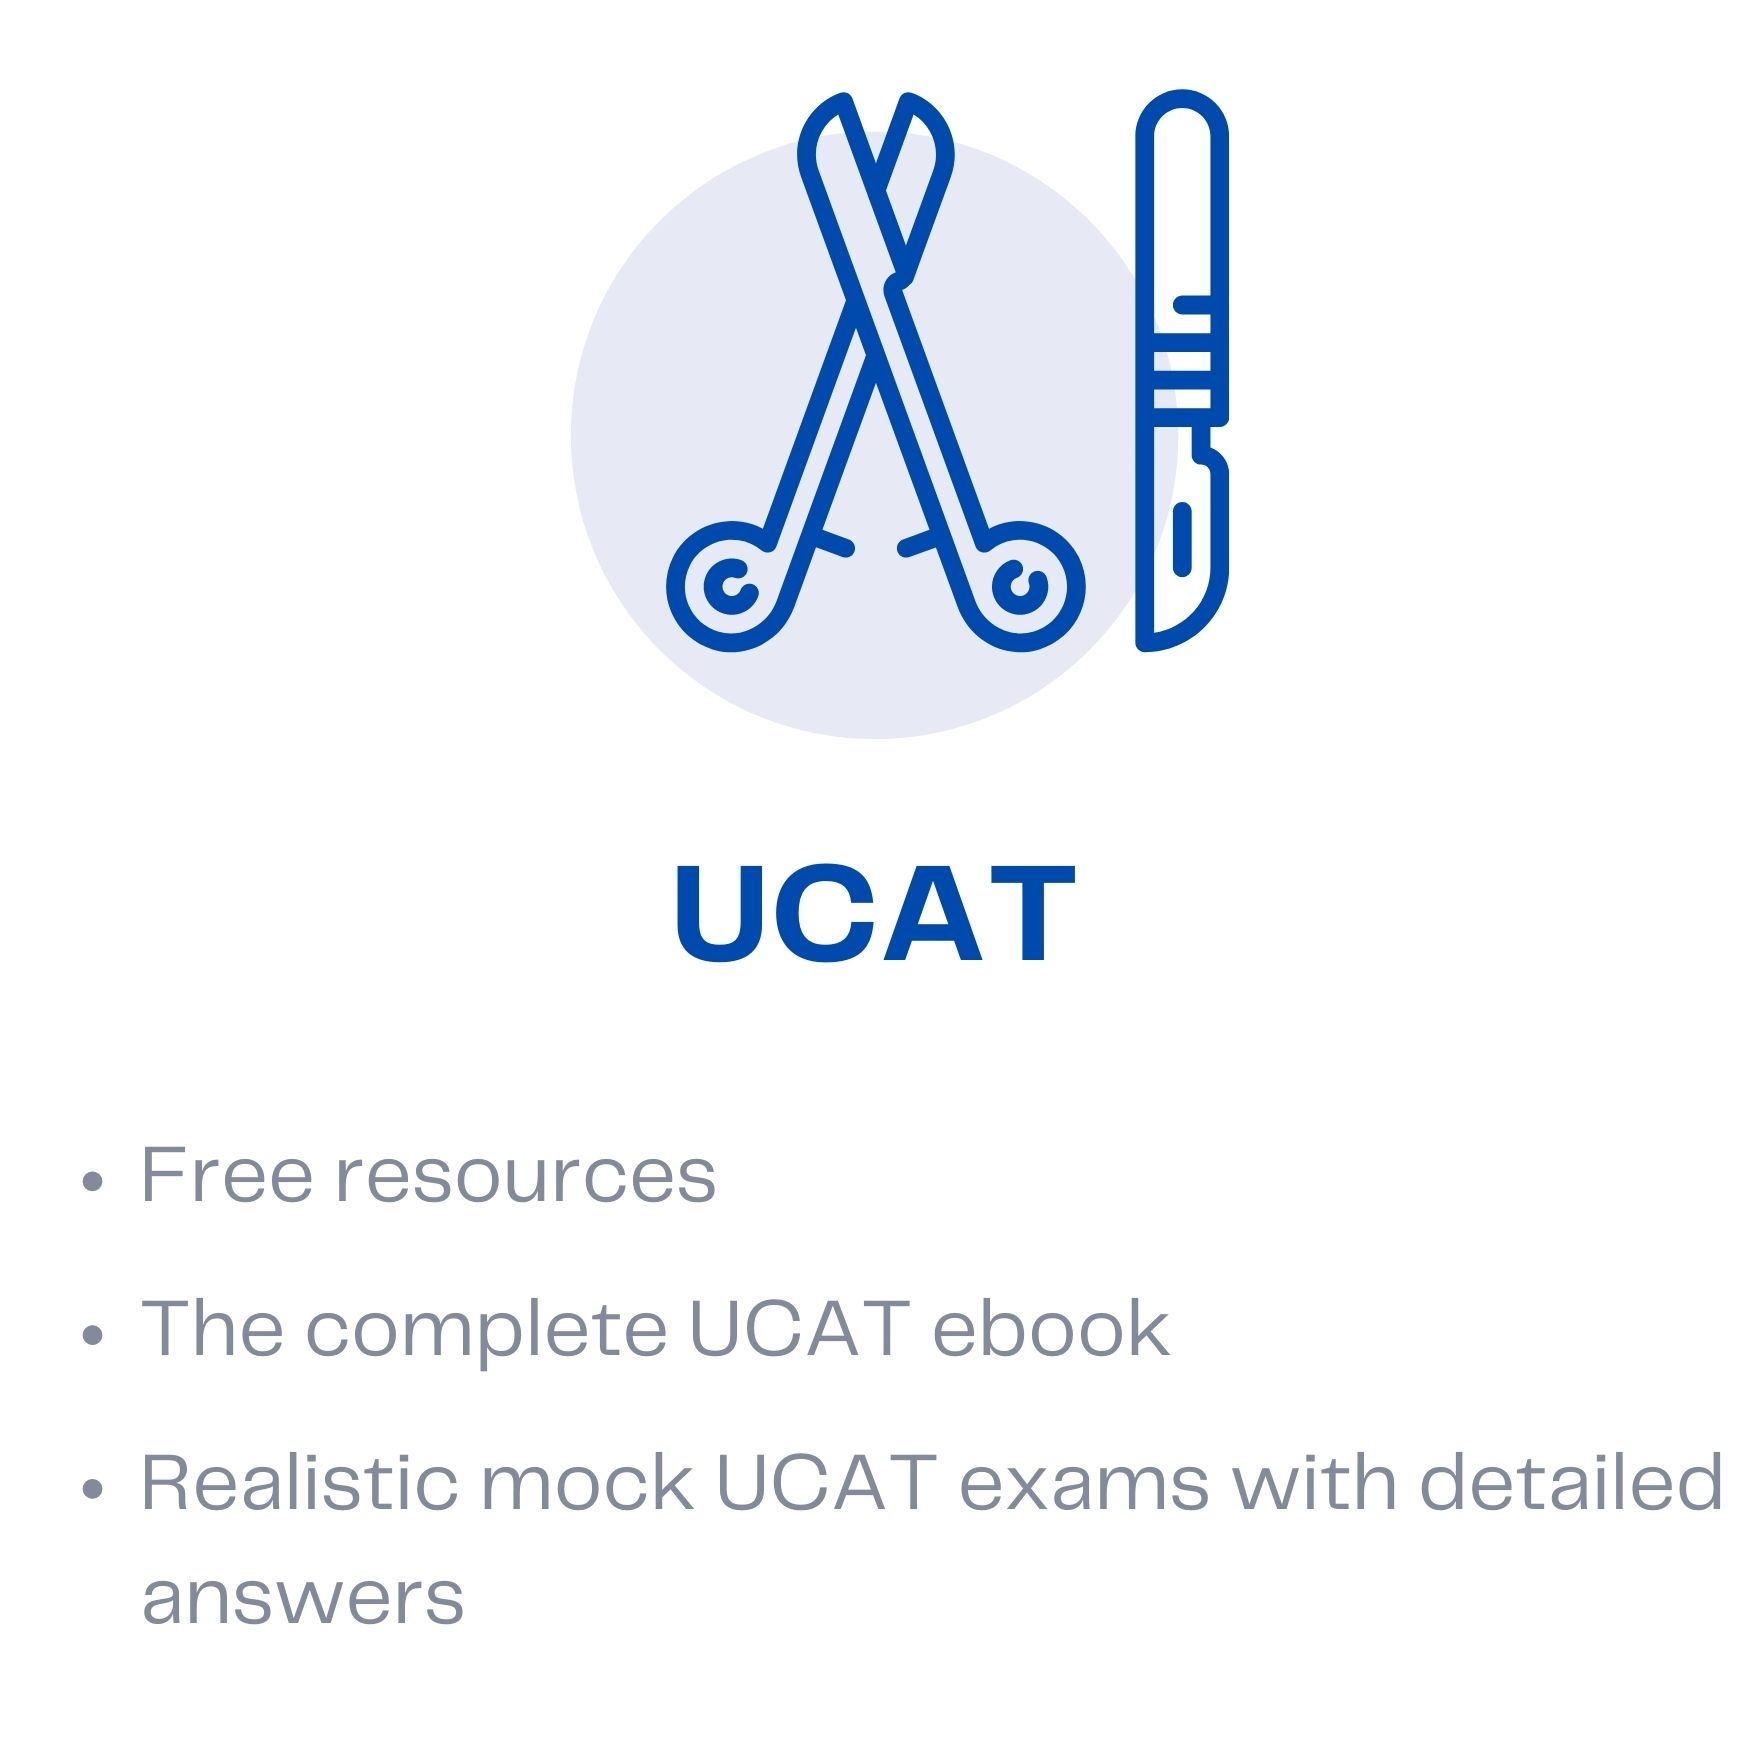 UCAT
• Free resources
• The complete UCAT ebook
• Realistic mock UCAT exams with detailed
answers